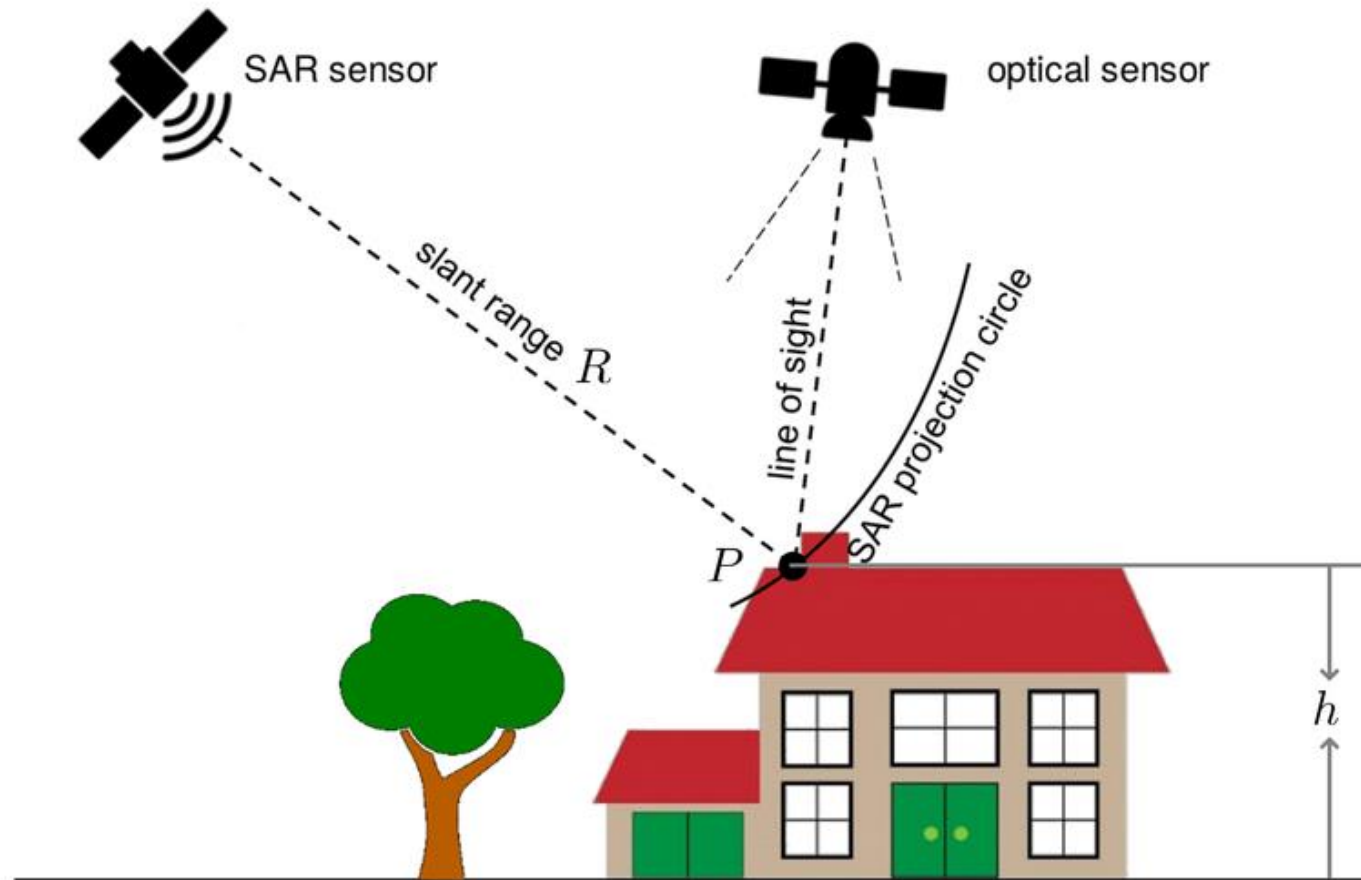 SAR sensor
optical sensor
slant range R
line of sight
SAR projection circle
P
h